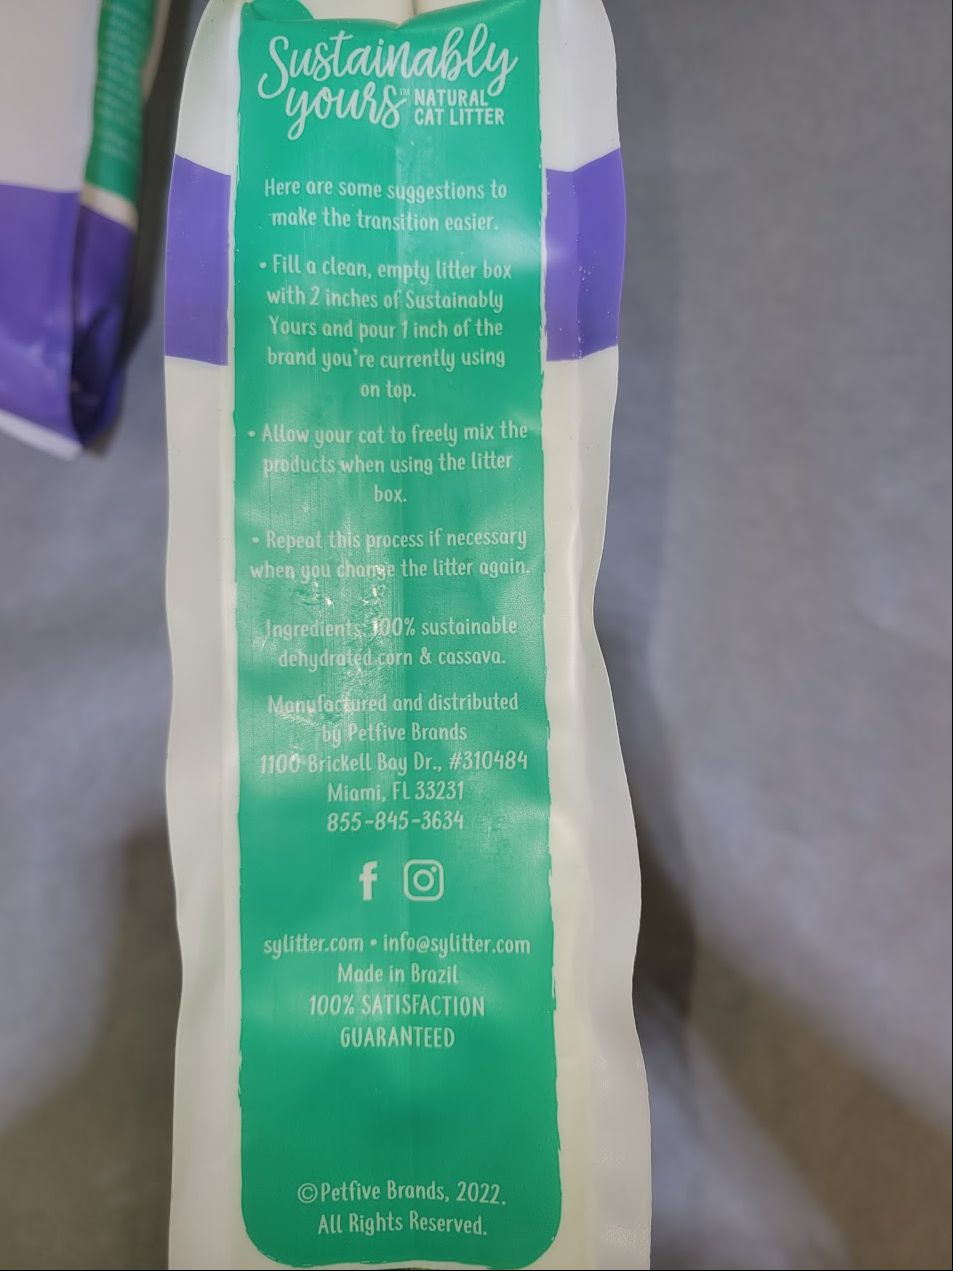 Sustainably
yours™ NATURAL
CAT LITTER
Here are some suggestions to
make the transition easier.
• Fill a clean, empty litter box
with 2 inches of Sustainably
Yours and pour 1 inch of the
brand you're currently using
on top.
• Allow your cat to freely mix the
products when using the litter
box.
• Repeat this process if necessary
when you change the litter again.
Ingredients: 100% sustainable
dehydrated corn & cassava.
Manufactured and distributed
by Petfive Brands
1100 Brickell Bay Dr., #310484
Miami, FL 33231
855-845-3634
sylitter.com • info@sylitter.com
Made in Brazil
100% SATISFACTION
GUARANTEED
©Petfive Brands, 2022.
All Rights Reserved.